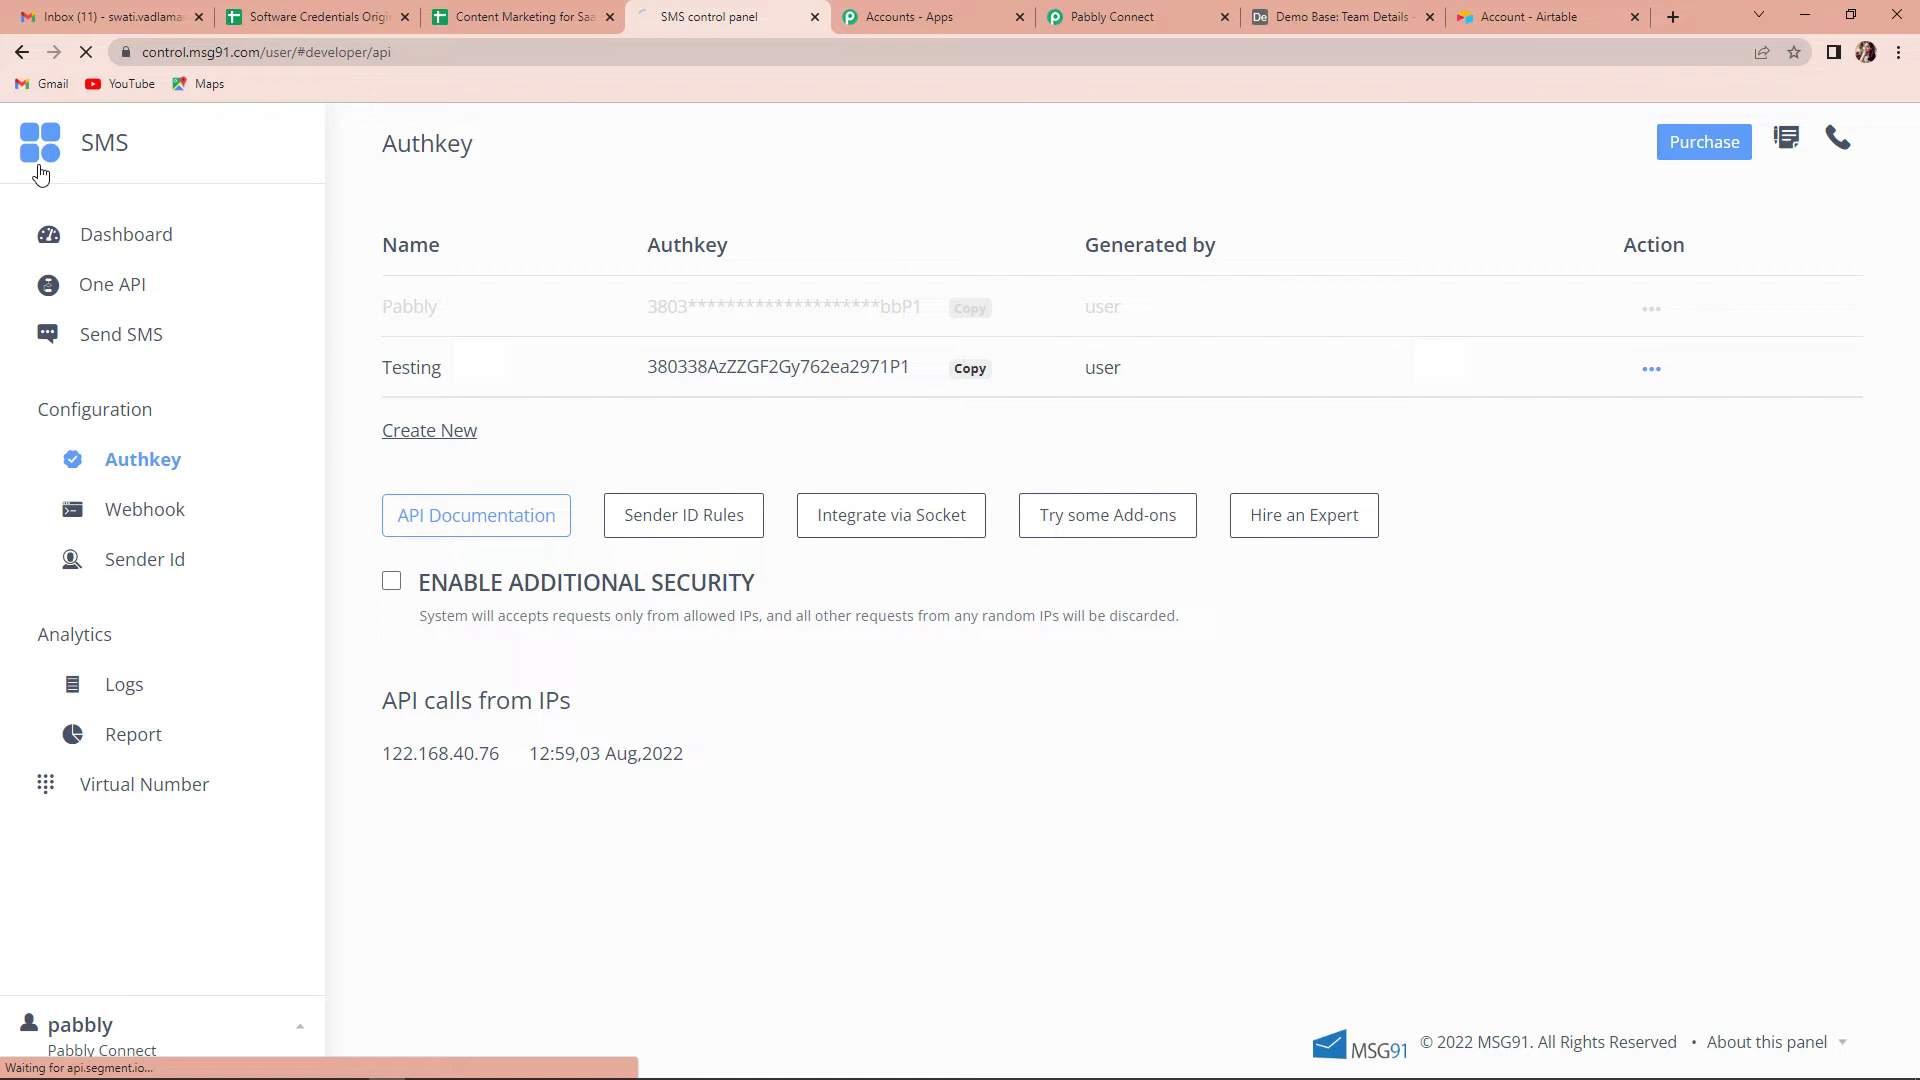 Inbox (11) - swati.vadlama
Software Credentials Origi
Content Marketing for Saa
SMS control panel
Accounts - Apps
Pabbly Connect
Demo Base: Team Details -
Account - Airtable
control.msg91.com/user/#developer/api
Gmail
YouTube
Maps
SMS
Dashboard
One API
Send SMS
Configuration
Authkey
Webhook
Sender Id
Analytics
Logs
Report
Virtual Number
pabbly
Pabbly Connect
Waiting for api.segment.io...
Authkey
Purchase
Name Authkey Generated by Action
Pabbly 3803********************bbP1 Copy user
Testing 380338AzZZGF2Gy762ea2971P1 Copy user
Create New
API Documentation
Sender ID Rules
Integrate via Socket
Try some Add-ons
Hire an Expert
ENABLE ADDITIONAL SECURITY
System will accepts requests only from allowed IPs, and all other requests from any random IPs will be discarded.
API calls from IPs
122.168.40.76 12:59,03 Aug,2022
MSG91 © 2022 MSG91. All Rights Reserved • About this panel